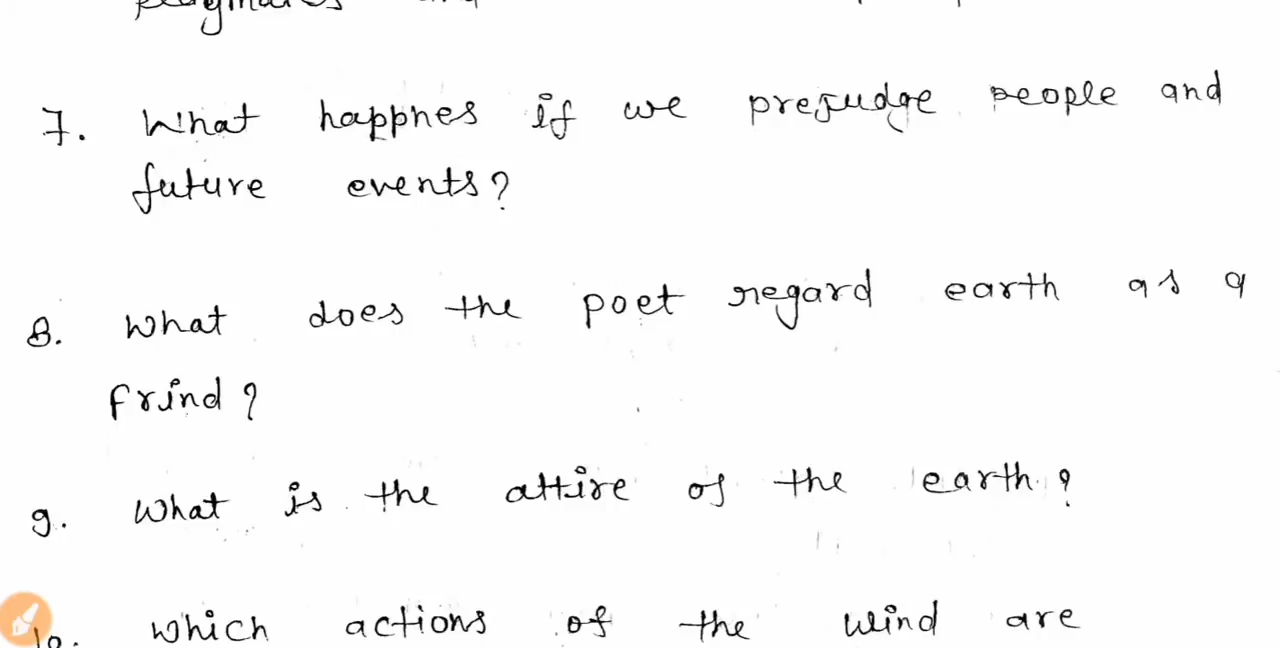 7. What happnes if we prejudge people and
future events?
8. What does the poet regard earth as a
frind?
9. What is the attire of the earth?
10. which actions of the wind are